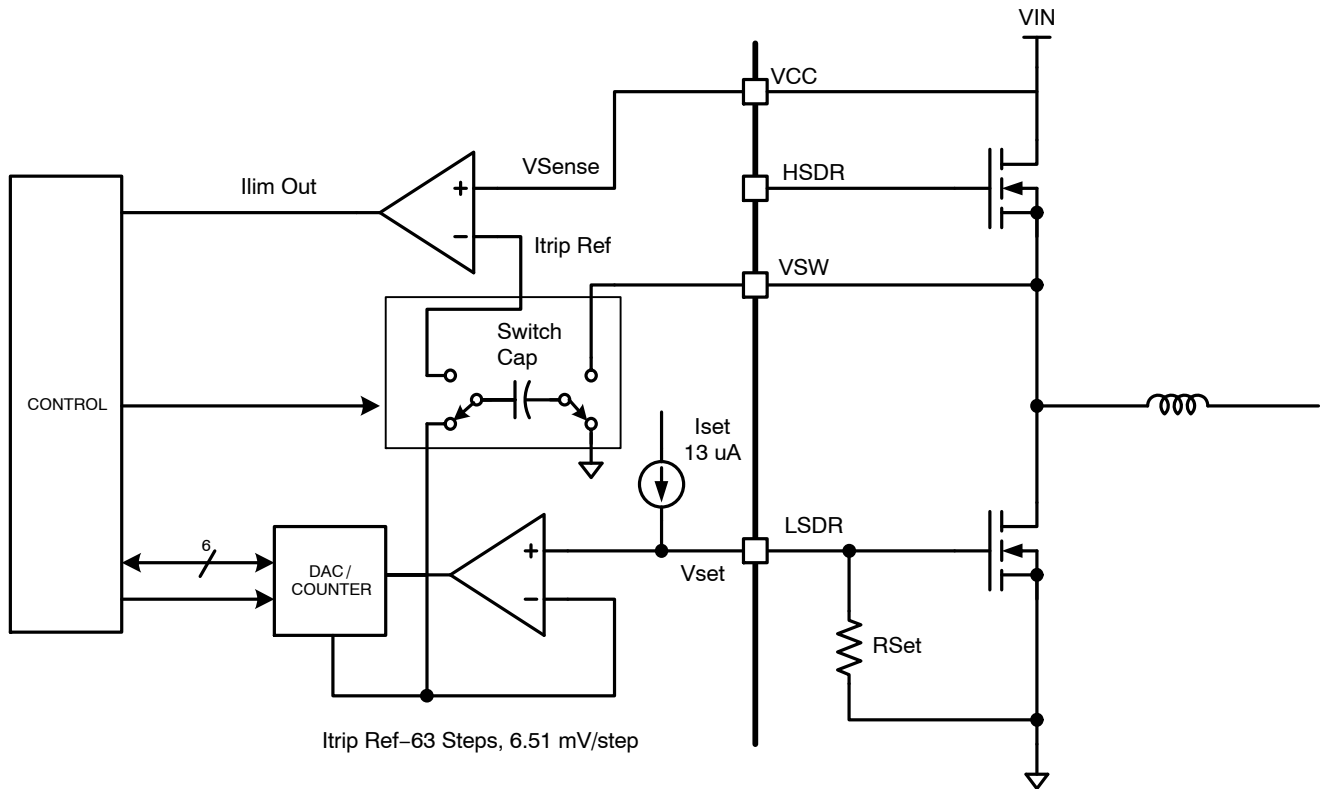 VIN
VCC
VSense
HSDR
Ilim Out
+
−
Itrip Ref
VSW
Switch
Cap
CONTROL
Iset
13 uA
LSDR
6
+
−
Vset
DAC/
COUNTER
RSet
Itrip Ref−63 Steps, 6.51 mV/step